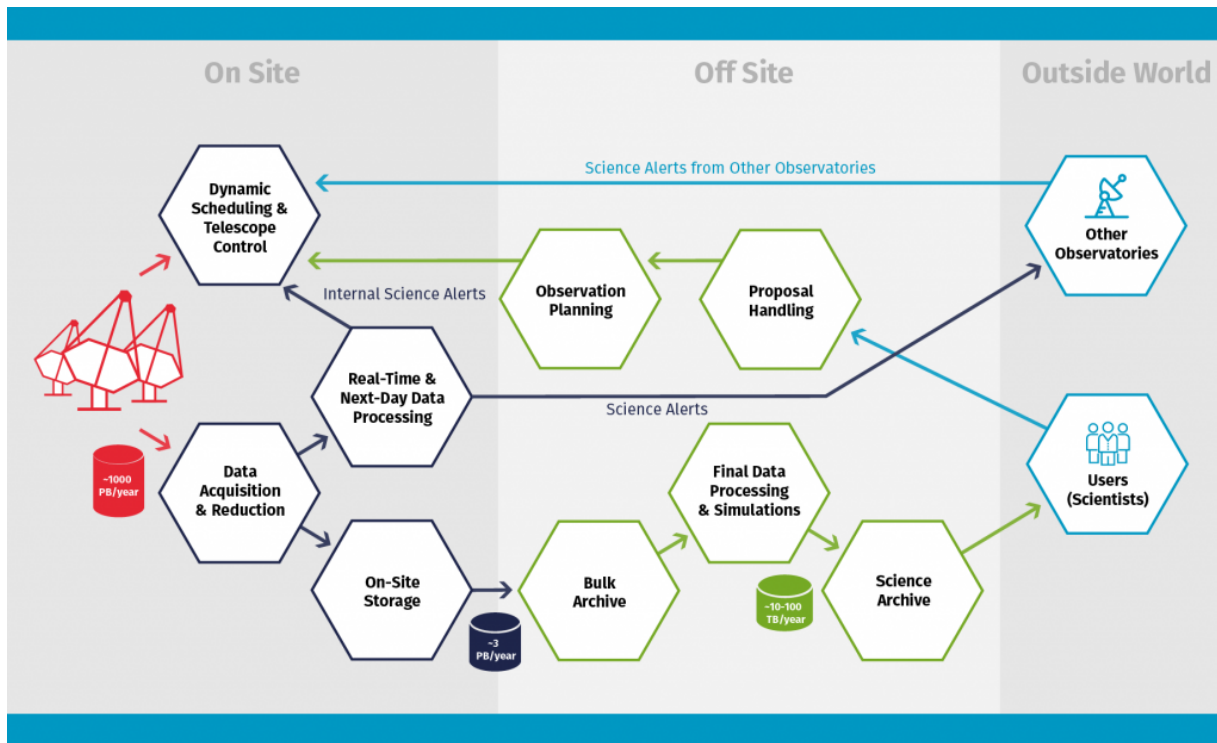 On Site
Off Site
Outside World
Science Alerts from Other Observatories
Dynamic
Scheduling &
Telescope
Control
Other
Observatories
Internal Science Alerts
Observation
Planning
Proposal
Handling
Real-Time &
Next-Day Data
Processing
Science Alerts
~1000
PB/year
Data
Acquisition
& Reduction
Final Data
Processing
& Simulations
Users
(Scientists)
On-Site
Storage
~3
PB/year
Bulk
Archive
~10-100
TB/year
Science
Archive